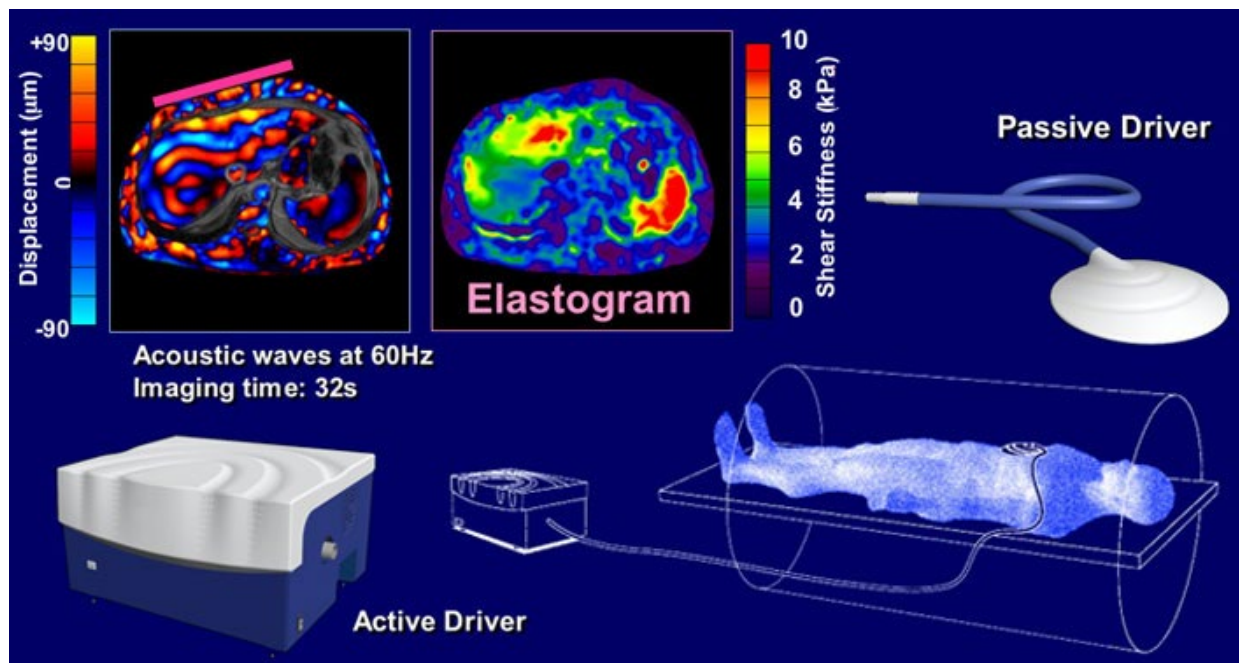 +90
0
-90
Displacement (μm)
Elastogram
10
8
6
4
2
0
Shear Stiffness (kPa)
Passive Driver
Acoustic waves at 60Hz
Imaging time: 32s
Active Driver